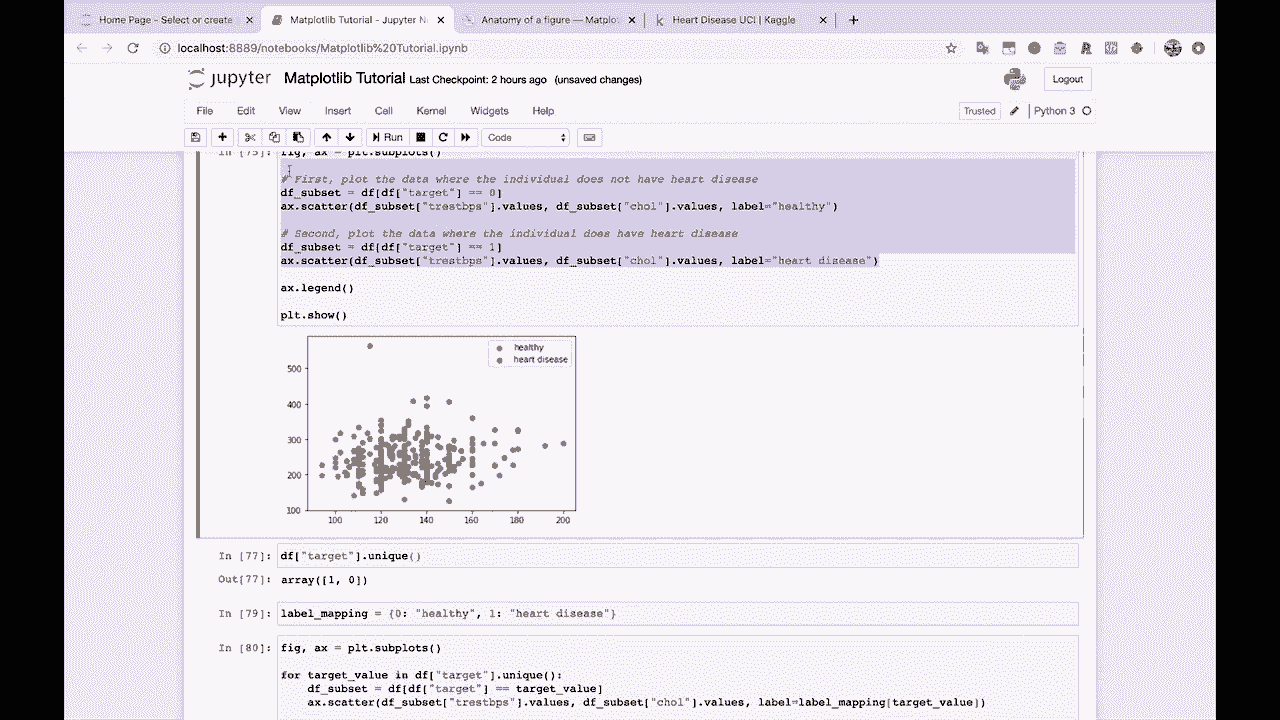 Home Page - Select or create
Matplotlib Tutorial - Jupyter N
Anatomy of a figure — Matplot
Heart Disease UCI | Kaggle
localhost:8889/notebooks/Matplotlib%20Tutorial.ipynb
jupyter Matplotlib Tutorial Last Checkpoint: 2 hours ago (unsaved changes)
Logout
File Edit View Insert Cell Kernel Widgets Help
Trusted
Python 3
Run
Code
In [75]: fig, ax = plt.subplots()
# First, plot the data where the individual does not have heart disease
df_subset = df[df["target"] == 0]
ax.scatter(df_subset["trestbps"].values, df_subset["chol"].values, label="healthy")
# Second, plot the data where the individual does have heart disease
df_subset = df[df["target"] == 1]
ax.scatter(df_subset["trestbps"].values, df_subset["chol"].values, label="heart disease")
ax.legend()
plt.show()
healthy
heart disease
500
400
300
200
100
100 120 140 160 180 200
In [77]: df["target"].unique()
Out[77]: array([1, 0])
In [79]: label_mapping = {0: "healthy", 1: "heart disease"}
In [80]: fig, ax = plt.subplots()
for target_value in df["target"].unique():
df_subset = df[df["target"] == target_value]
ax.scatter(df_subset["trestbps"].values, df_subset["chol"].values, label=label_mapping[target_value])